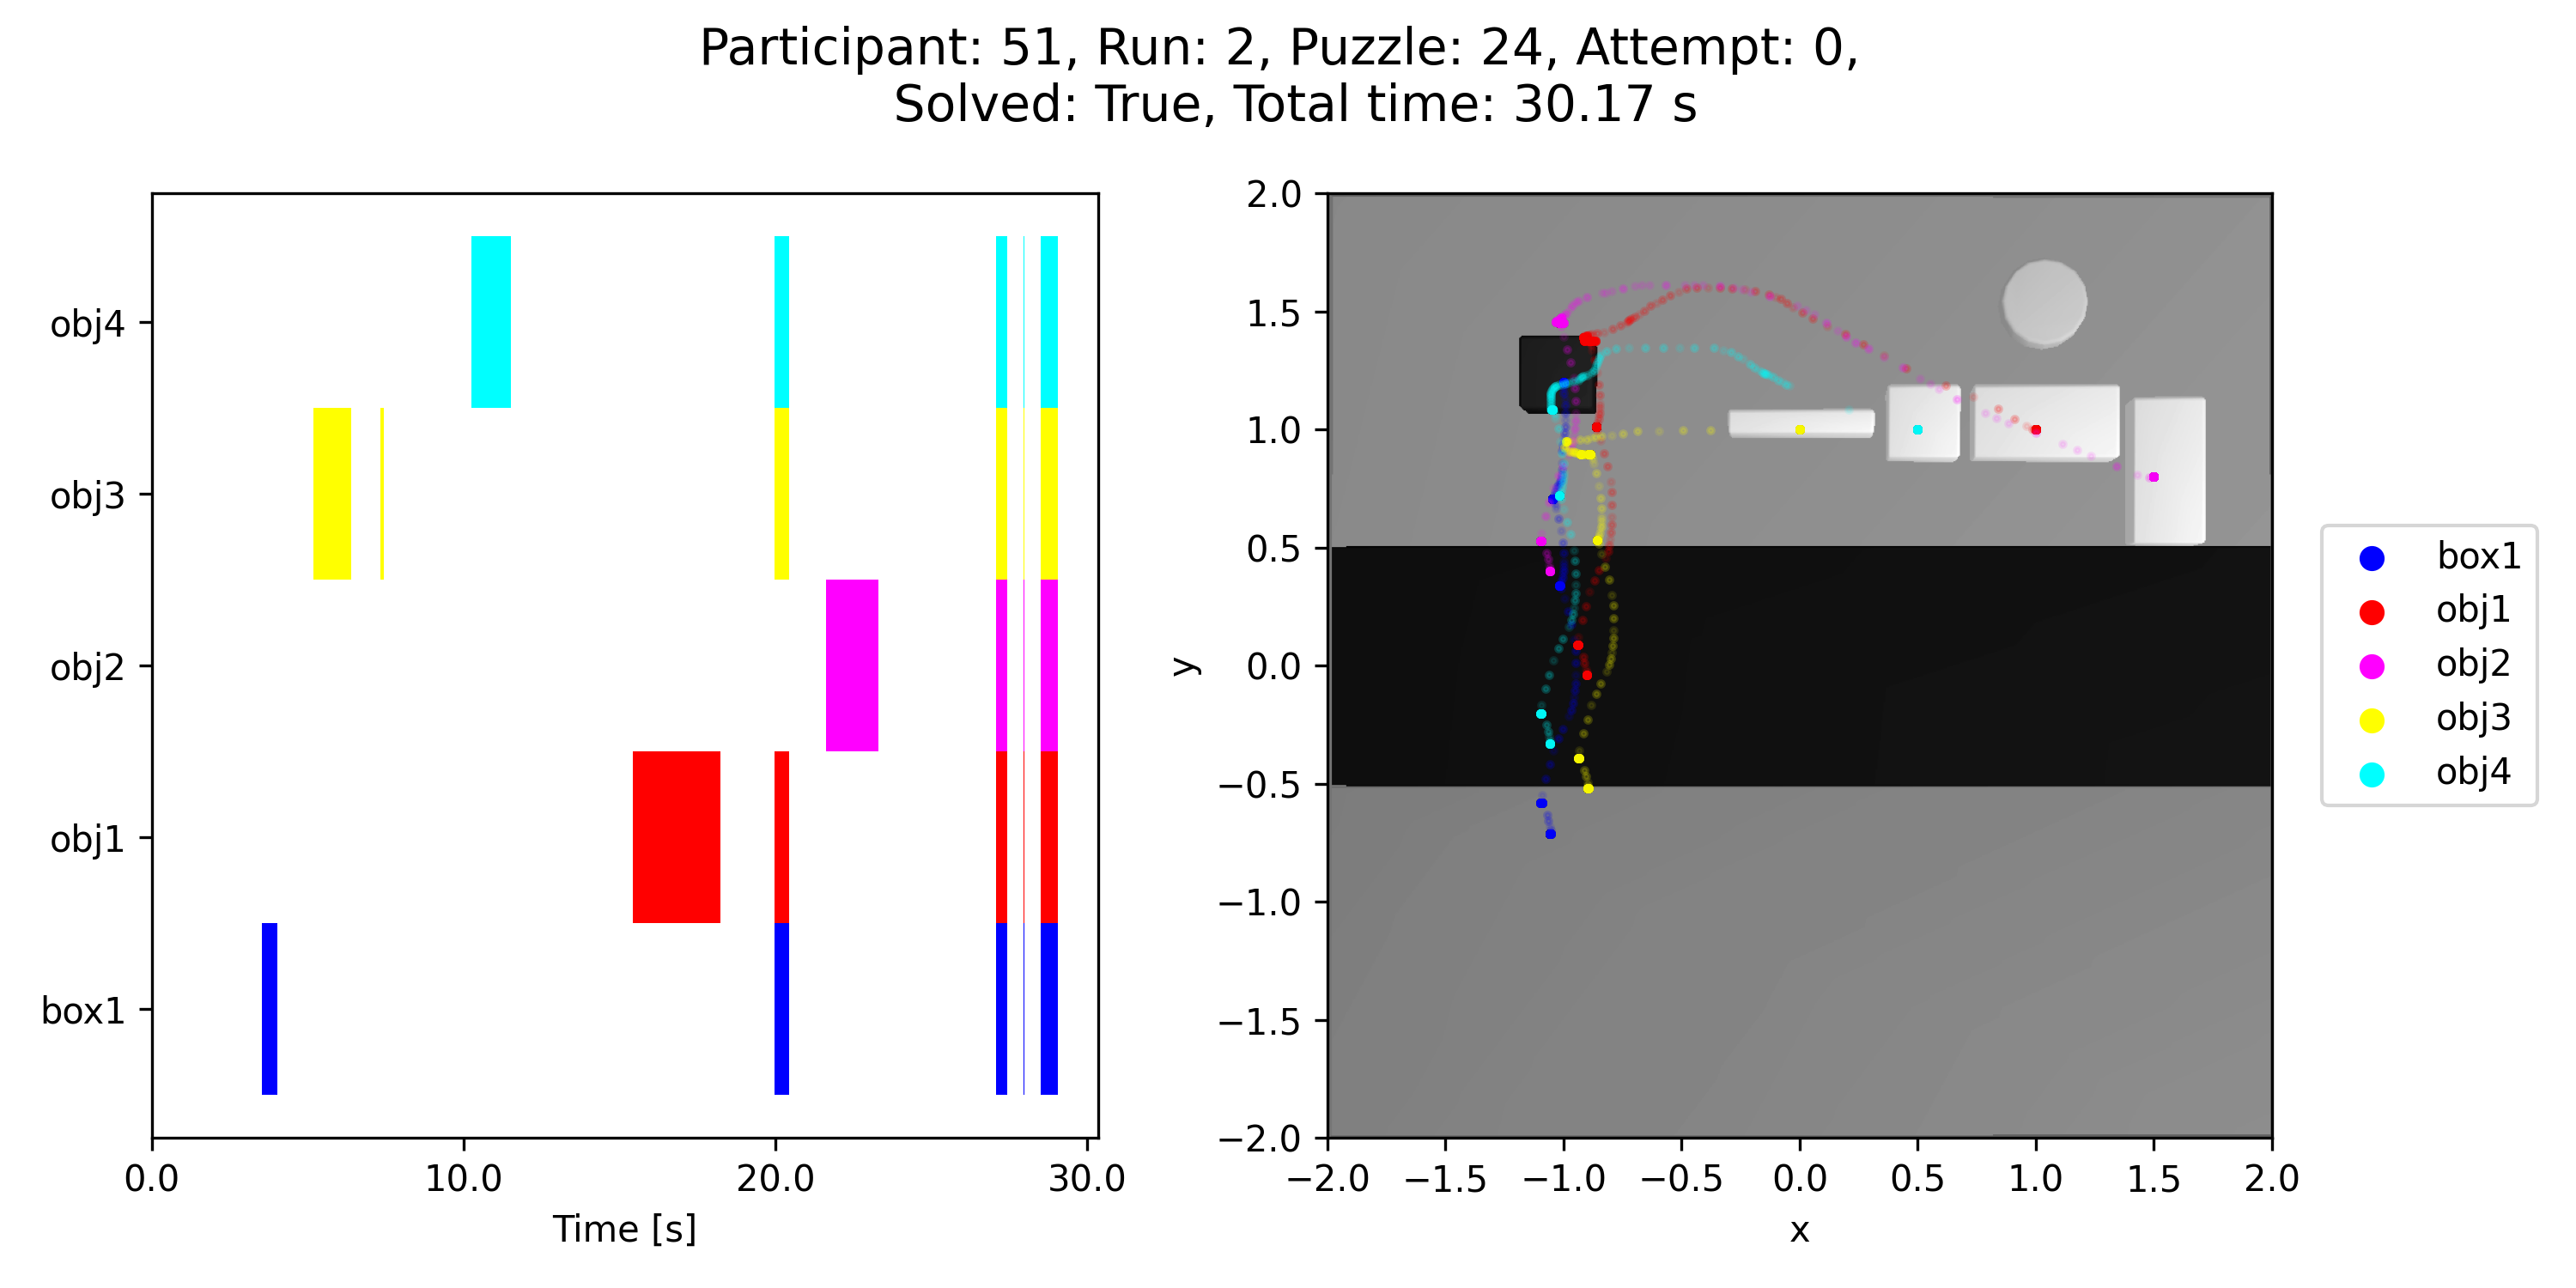 Participant: 51, Run: 2, Puzzle: 24, Attempt: 0,
Solved: True, Total time: 30.17 s
obj4
obj3
obj2
obj1
box1
0.0 10.0 20.0 30.0
Time [s]
2.0
1.5
1.0
0.5
0.0
−0.5
−1.0
−1.5
−2.0
y
−2.0 −1.5 −1.0 −0.5 0.0 0.5 1.0 1.5 2.0
x
box1
obj1
obj2
obj3
obj4